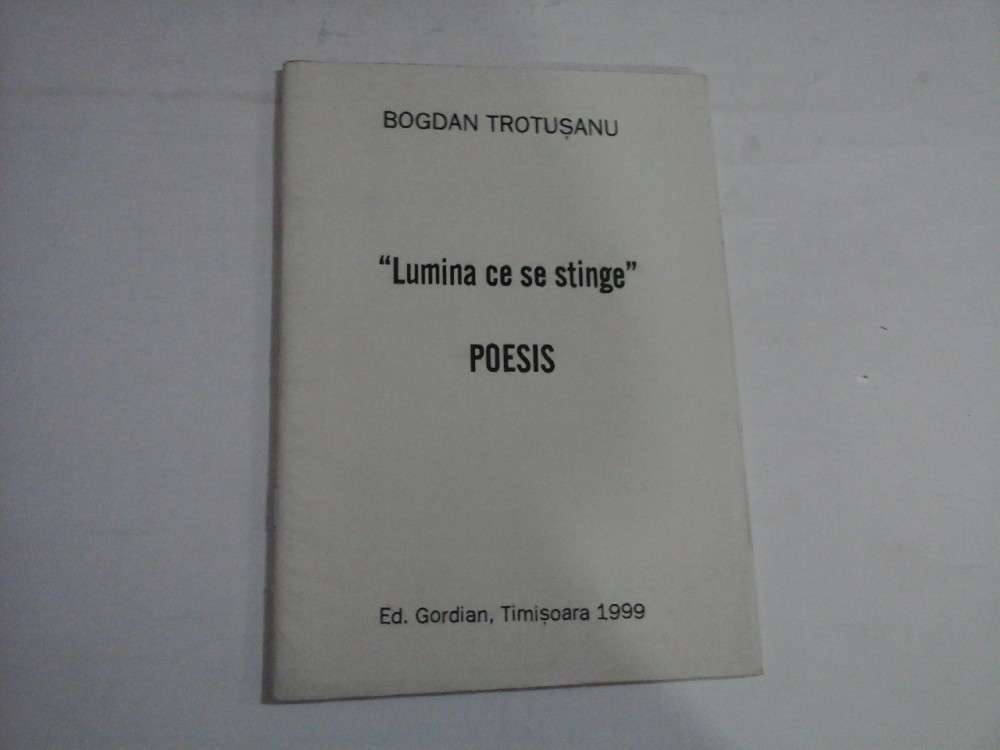 BOGDAN TROTUȘANU
“Lumina ce se stinge”
POESIS
Ed. Gordian, Timișoara 1999